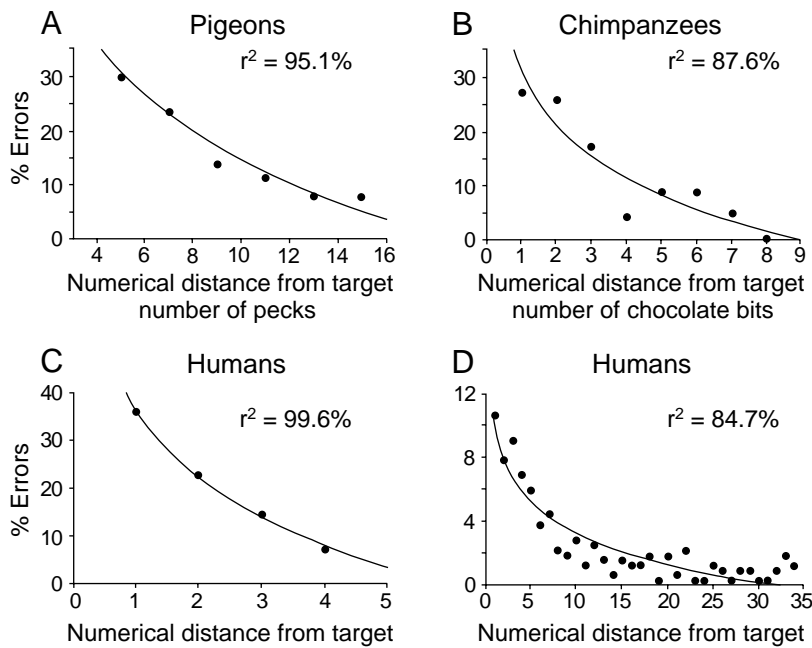 A
Pigeons
r² = 95.1%
% Errors
30
20
10
0
4 6 8 10 12 14 16
Numerical distance from target
number of pecks
B
Chimpanzees
r² = 87.6%
30
20
10
0
0 1 2 3 4 5 6 7 8 9
Numerical distance from target
number of chocolate bits
C
Humans
r² = 99.6%
% Errors
40
30
20
10
0
0 1 2 3 4 5
Numerical distance from target
D
Humans
r² = 84.7%
12
8
4
0
0 5 10 15 20 25 30 35
Numerical distance from target